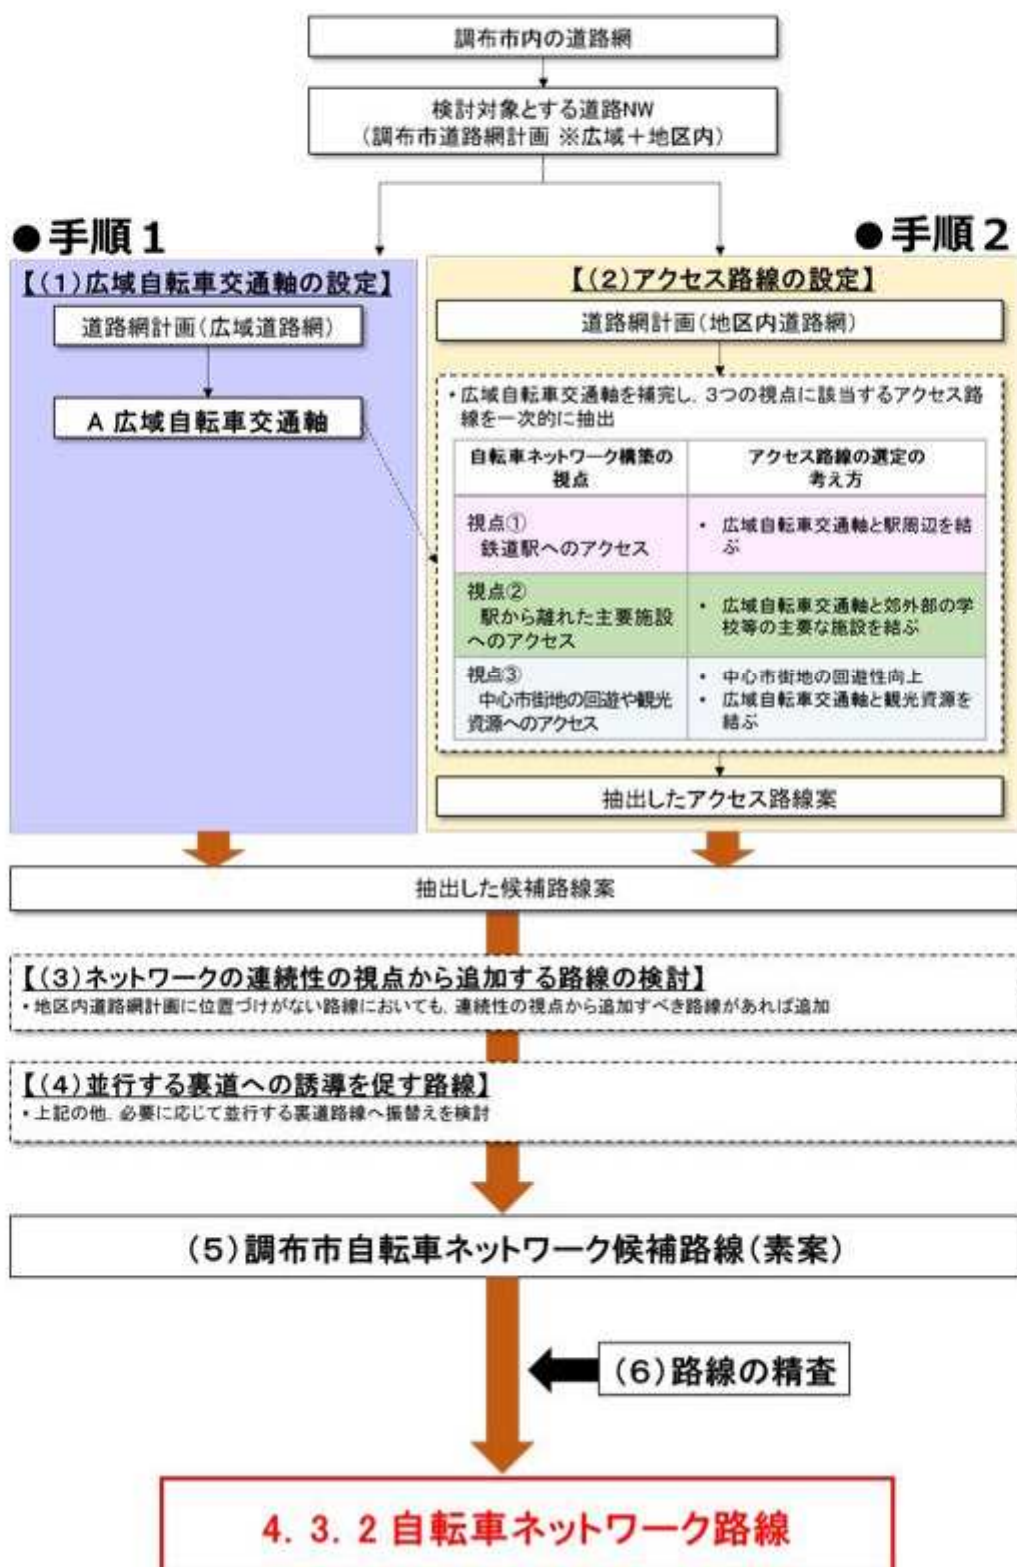 調布市内の道路網
検討対象とする道路NW
（調布市道路網計画 ※広域＋地区内）
●手順１
●手順２
【（１）広域自転車交通軸の設定】
道路網計画（広域道路網）
A 広域自転車交通軸
【（２）アクセス路線の設定】
道路網計画（地区内道路網）
・広域自転車交通軸を補完し，３つの視点に該当するアクセス路
線を一次的に抽出
自転車ネットワーク構築の
視点
アクセス路線の選定の
考え方
視点①
鉄道駅へのアクセス
• 広域自転車交通軸と駅周辺を結
ぶ
視点②
駅から離れた主要施設
へのアクセス
• 広域自転車交通軸と郊外部の学
校等の主要な施設を結ぶ
視点③
中心市街地の回遊や観光
資源へのアクセス
• 中心市街地の回遊性向上
• 広域自転車交通軸と観光資源を
結ぶ
抽出したアクセス路線案
抽出した候補路線案
【（３）ネットワークの連続性の視点から追加する路線の検討】
・地区内道路網計画に位置づけがない路線においても，連続性の視点から追加すべき路線があれば追加
【（４）並行する裏道への誘導を促す路線】
・上記の他，必要に応じて並行する裏道路線へ振替えを検討
（５）調布市自転車ネットワーク候補路線（素案）
（６）路線の精査
４．３．２ 自転車ネットワーク路線